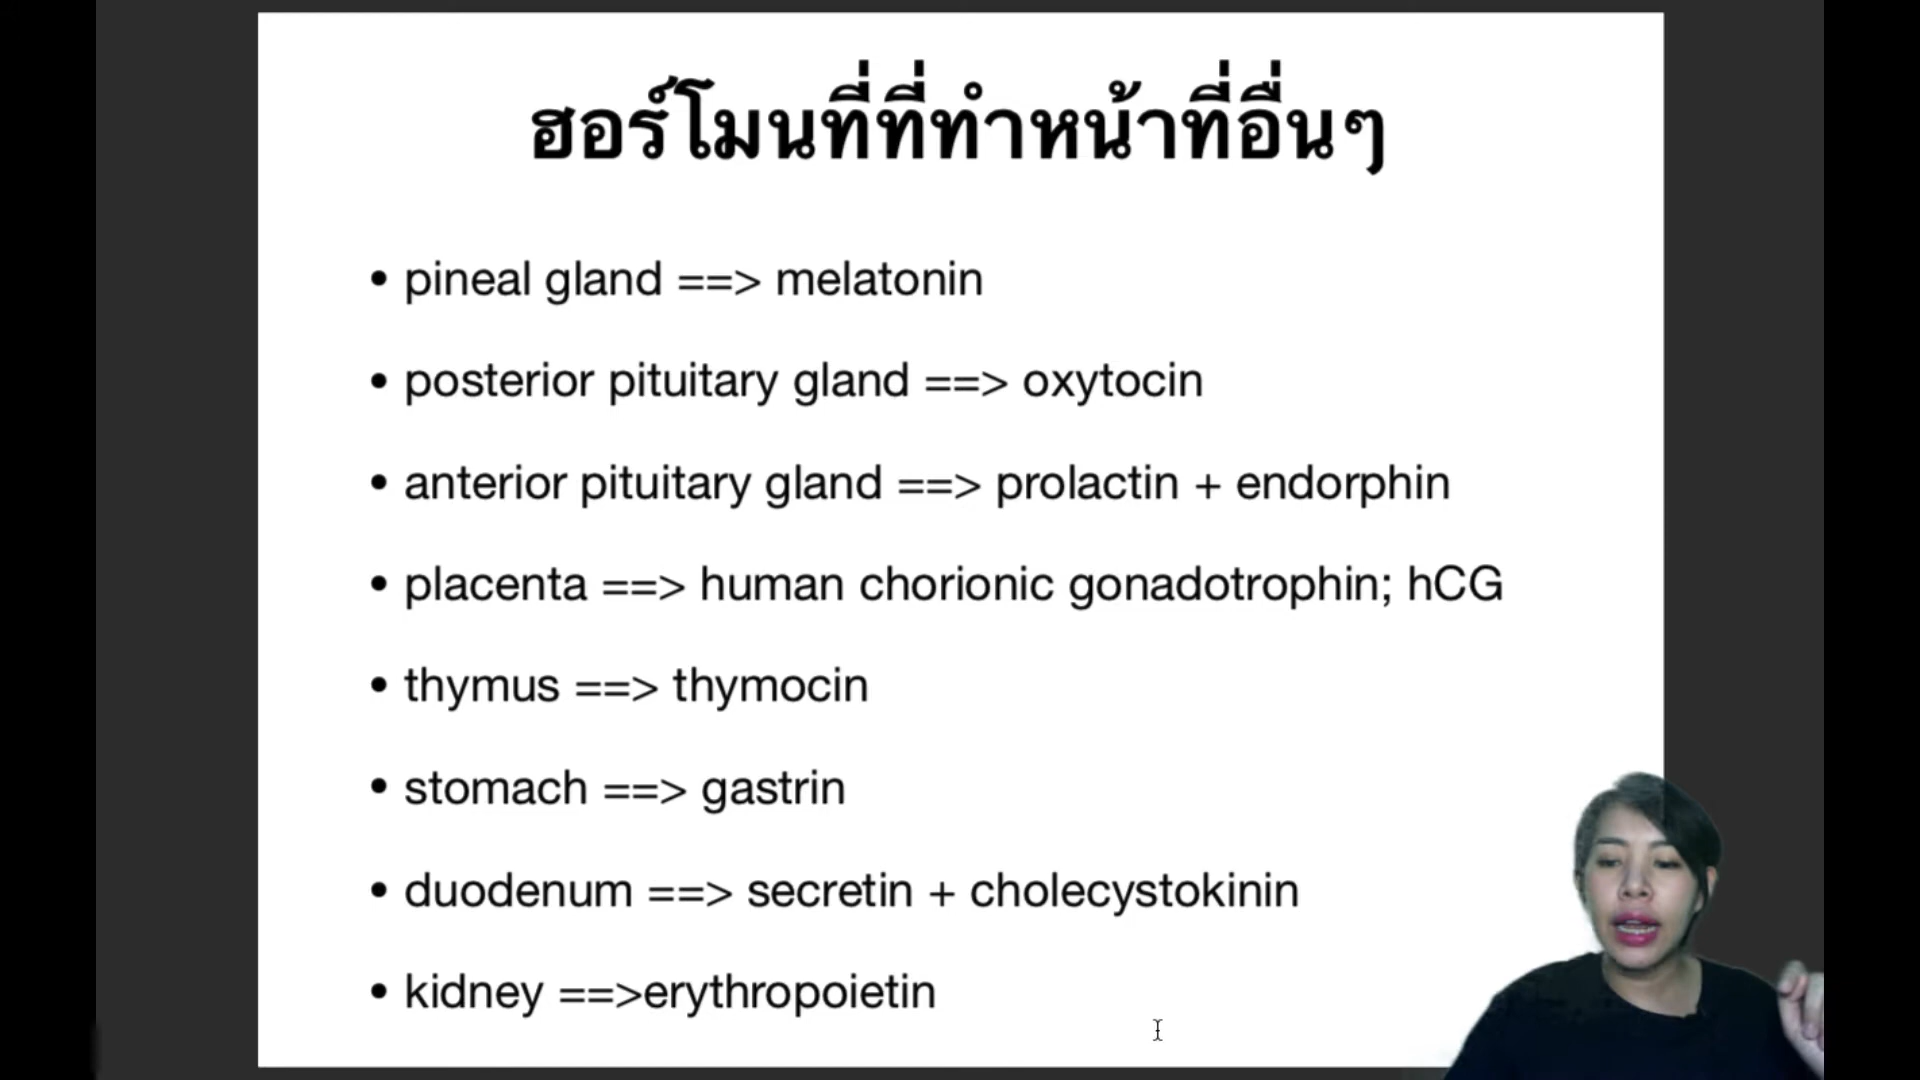 ฮอร์โมนที่ที่ทำหน้าที่อื่นๆ
• pineal gland ==> melatonin
• posterior pituitary gland ==> oxytocin
• anterior pituitary gland ==> prolactin + endorphin
• placenta ==> human chorionic gonadotrophin; hCG
• thymus ==> thymocin
• stomach ==> gastrin
• duodenum ==> secretin + cholecystokinin
• kidney ==>erythropoietin